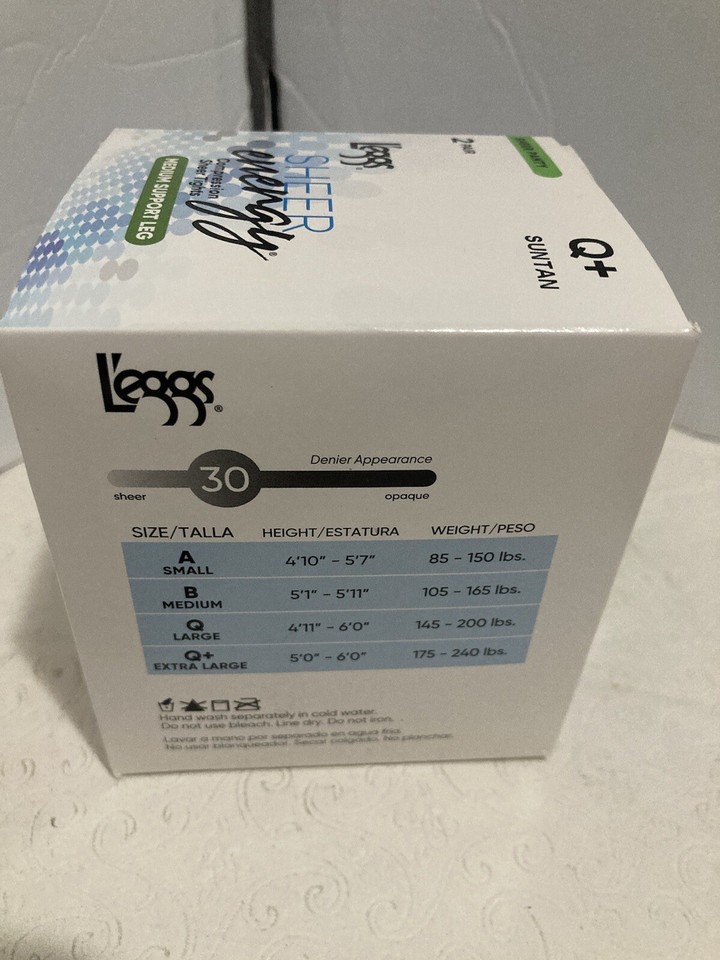 L'eggs®
SHEER
energy®
Compression
Sheer Tights
MEDIUM SUPPORT LEG
2 PAIR
SHEER PANTY
Q+
SUNTAN
L'eggs®
30
Denier Appearance
sheer
opaque
SIZE/TALLA HEIGHT/ESTATURA WEIGHT/PESO
A
SMALL 4'10" – 5'7" 85 – 150 lbs.
B
MEDIUM 5'1" – 5'11" 105 – 165 lbs.
Q
LARGE 4'11" – 6'0" 145 – 200 lbs.
Q+
EXTRA LARGE 5'0" – 6'0" 175 – 240 lbs.
Hand wash separately in cold water.
Do not use bleach. Line dry. Do not iron.
Lavar a mano por separado en agua fría.
No usar blanqueador. Secar colgado. No planchar.